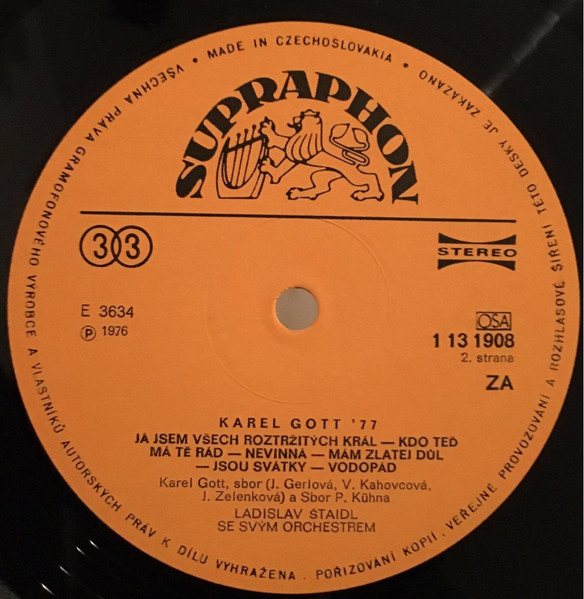 VŠECHNA PRÁVA GRAMOFONOVÉHO VÝROBCE A VLASTNÍKŮ AUTORSKÝCH PRÁV K DÍLU VYHRAŽENA . POŘIZOVÁNÍ KOPIÍ, VEŘEJNÉ PROVOZOVÁNÍ A ROZHLASOVÉ ŠÍŘENÍ TÉTO DESKY JE ZAKÁZÁNO • MADE IN CZECHOSLOVAKIA •
SUPRAPHON
33
STEREO
E 3634
℗ 1976
OSA
1 13 1908
2. strana
ZA
KAREL GOTT '77
JÁ JSEM VŠECH ROZTRŽITÝCH KRÁL — KDO TEĎ
MÁ TĚ RÁD — NEVINNÁ — MÁM ZLATEJ DŮL
— JSOU SVÁTKY — VODOPÁD
Karel Gott, sbor (J. Gerlová, V. Kahovcová,
J. Zelenková) a Sbor P. Kühna
LADISLAV ŠTAIDL
SE SVÝM ORCHESTREM